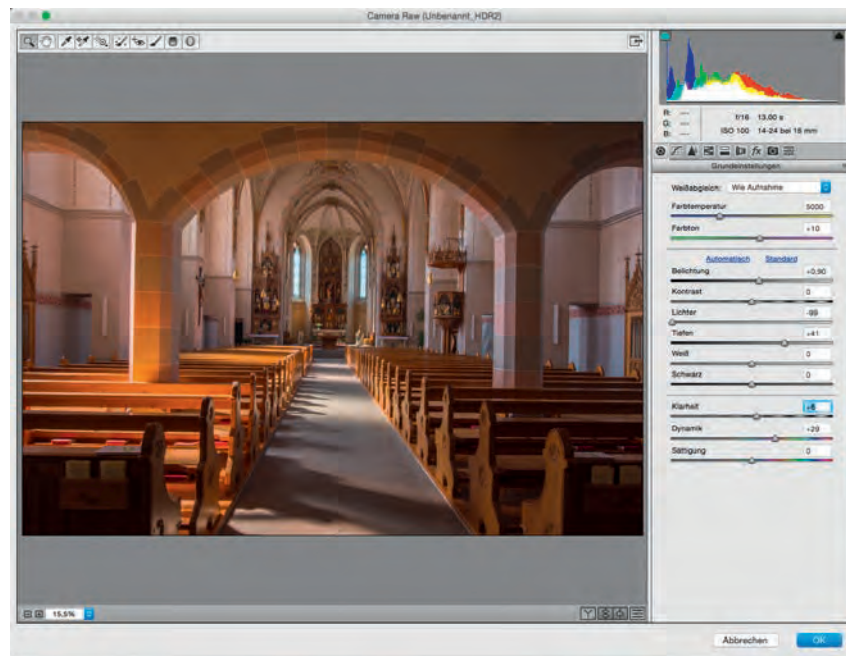 Camera Raw (Unbenannt_HDR2)
R: ---
G: ---
B: ---
f/16 13,00 s
ISO 100 14-24 bei 16 mm
fx
Grundeinstellungen
Weißabgleich: Wie Aufnahme
Farbtemperatur 5000
Farbton +10
Automatisch Standard
Belichtung +0,90
Kontrast 0
Lichter -99
Tiefen +41
Weiß 0
Schwarz 0
Klarheit +6
Dynamik +29
Sättigung 0
15,5%
Abbrechen OK